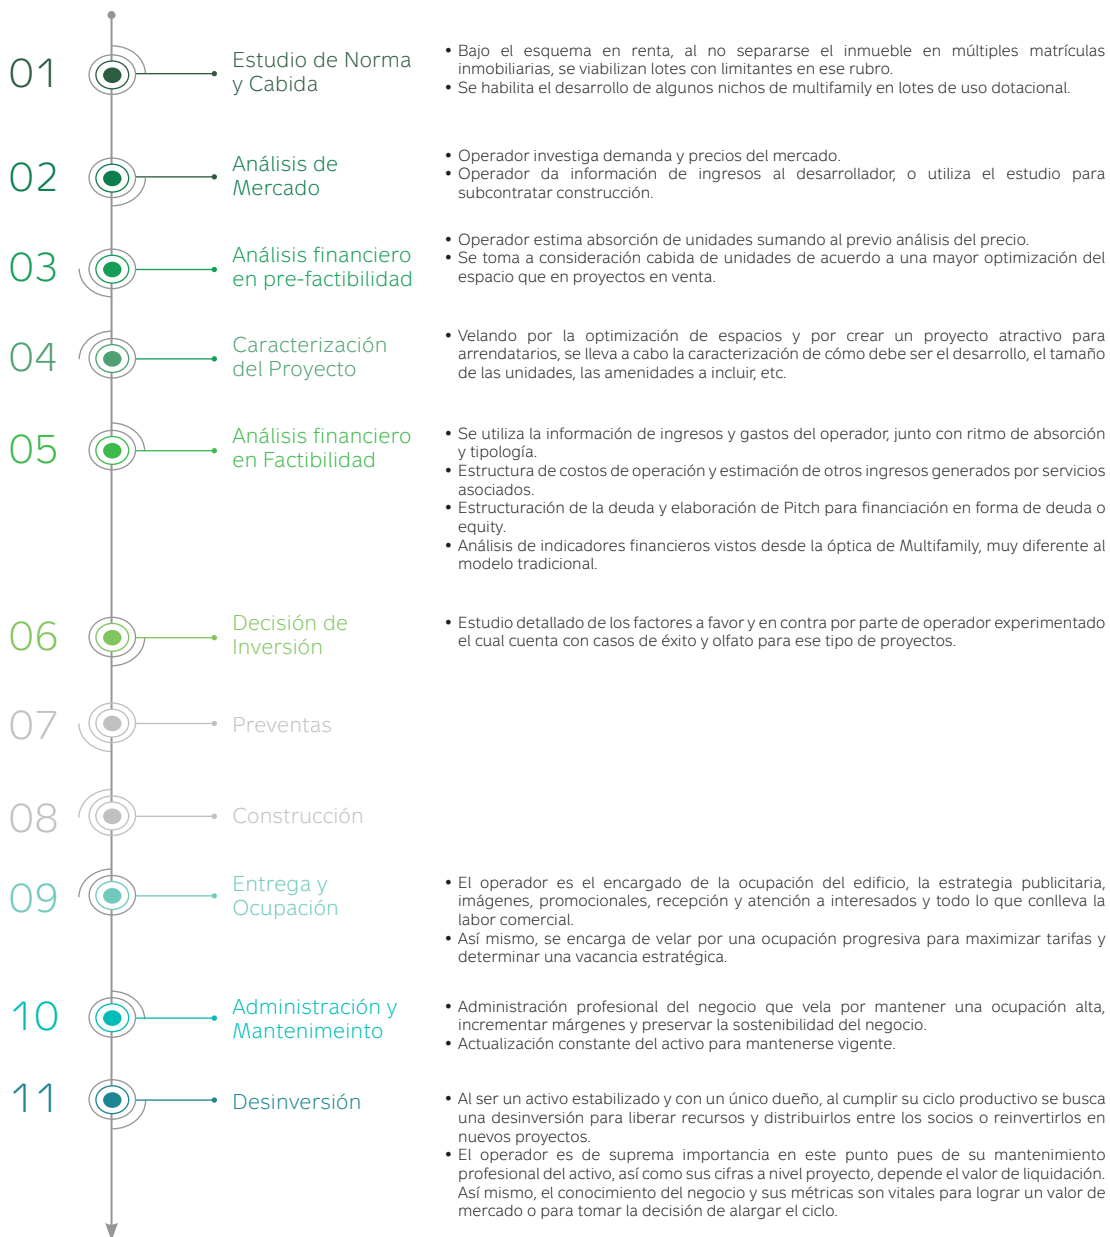 01
Estudio de Norma
y Cabida
• Bajo el esquema en renta, al no separarse el inmueble en múltiples matrículas
inmobiliarias, se viabilizan lotes con limitantes en ese rubro.
• Se habilita el desarrollo de algunos nichos de multifamily en lotes de uso dotacional.
02
Análisis de
Mercado
• Operador investiga demanda y precios del mercado.
• Operador da información de ingresos al desarrollador, o utiliza el estudio para
subcontratar construcción.
03
Análisis financiero
en pre-factibilidad
• Operador estima absorción de unidades sumando al previo análisis del precio.
• Se toma a consideración cabida de unidades de acuerdo a una mayor optimización del
espacio que en proyectos en venta.
04
Caracterización
del Proyecto
• Velando por la optimización de espacios y por crear un proyecto atractivo para
arrendatarios, se lleva a cabo la caracterización de cómo debe ser el desarrollo, el tamaño
de las unidades, las amenidades a incluir, etc.
05
Análisis financiero
en Factibilidad
• Se utiliza la información de ingresos y gastos del operador, junto con ritmo de absorción
y tipología.
• Estructura de costos de operación y estimación de otros ingresos generados por servicios
asociados.
• Estructuración de la deuda y elaboración de Pitch para financiación en forma de deuda o
equity.
• Análisis de indicadores financieros vistos desde la óptica de Multifamily, muy diferente al
modelo tradicional.
06
Decisión de
Inversión
• Estudio detallado de los factores a favor y en contra por parte de operador experimentado
el cual cuenta con casos de éxito y olfato para ese tipo de proyectos.
07
Preventas
08
Construcción
09
Entrega y
Ocupación
• El operador es el encargado de la ocupación del edificio, la estrategia publicitaria,
imágenes, promocionales, recepción y atención a interesados y todo lo que conlleva la
labor comercial.
• Así mismo, se encarga de velar por una ocupación progresiva para maximizar tarifas y
determinar una vacancia estratégica.
10
Administración y
Mantenimeinto
• Administración profesional del negocio que vela por mantener una ocupación alta,
incrementar márgenes y preservar la sostenibilidad del negocio.
• Actualización constante del activo para mantenerse vigente.
11
Desinversión
• Al ser un activo estabilizado y con un único dueño, al cumplir su ciclo productivo se busca
una desinversión para liberar recursos y distribuirlos entre los socios o reinvertirlos en
nuevos proyectos.
• El operador es de suprema importancia en este punto pues de su mantenimiento
profesional del activo, así como sus cifras a nivel proyecto, depende el valor de liquidación.
Así mismo, el conocimiento del negocio y sus métricas son vitales para lograr un valor de
mercado o para tomar la decisión de alargar el ciclo.